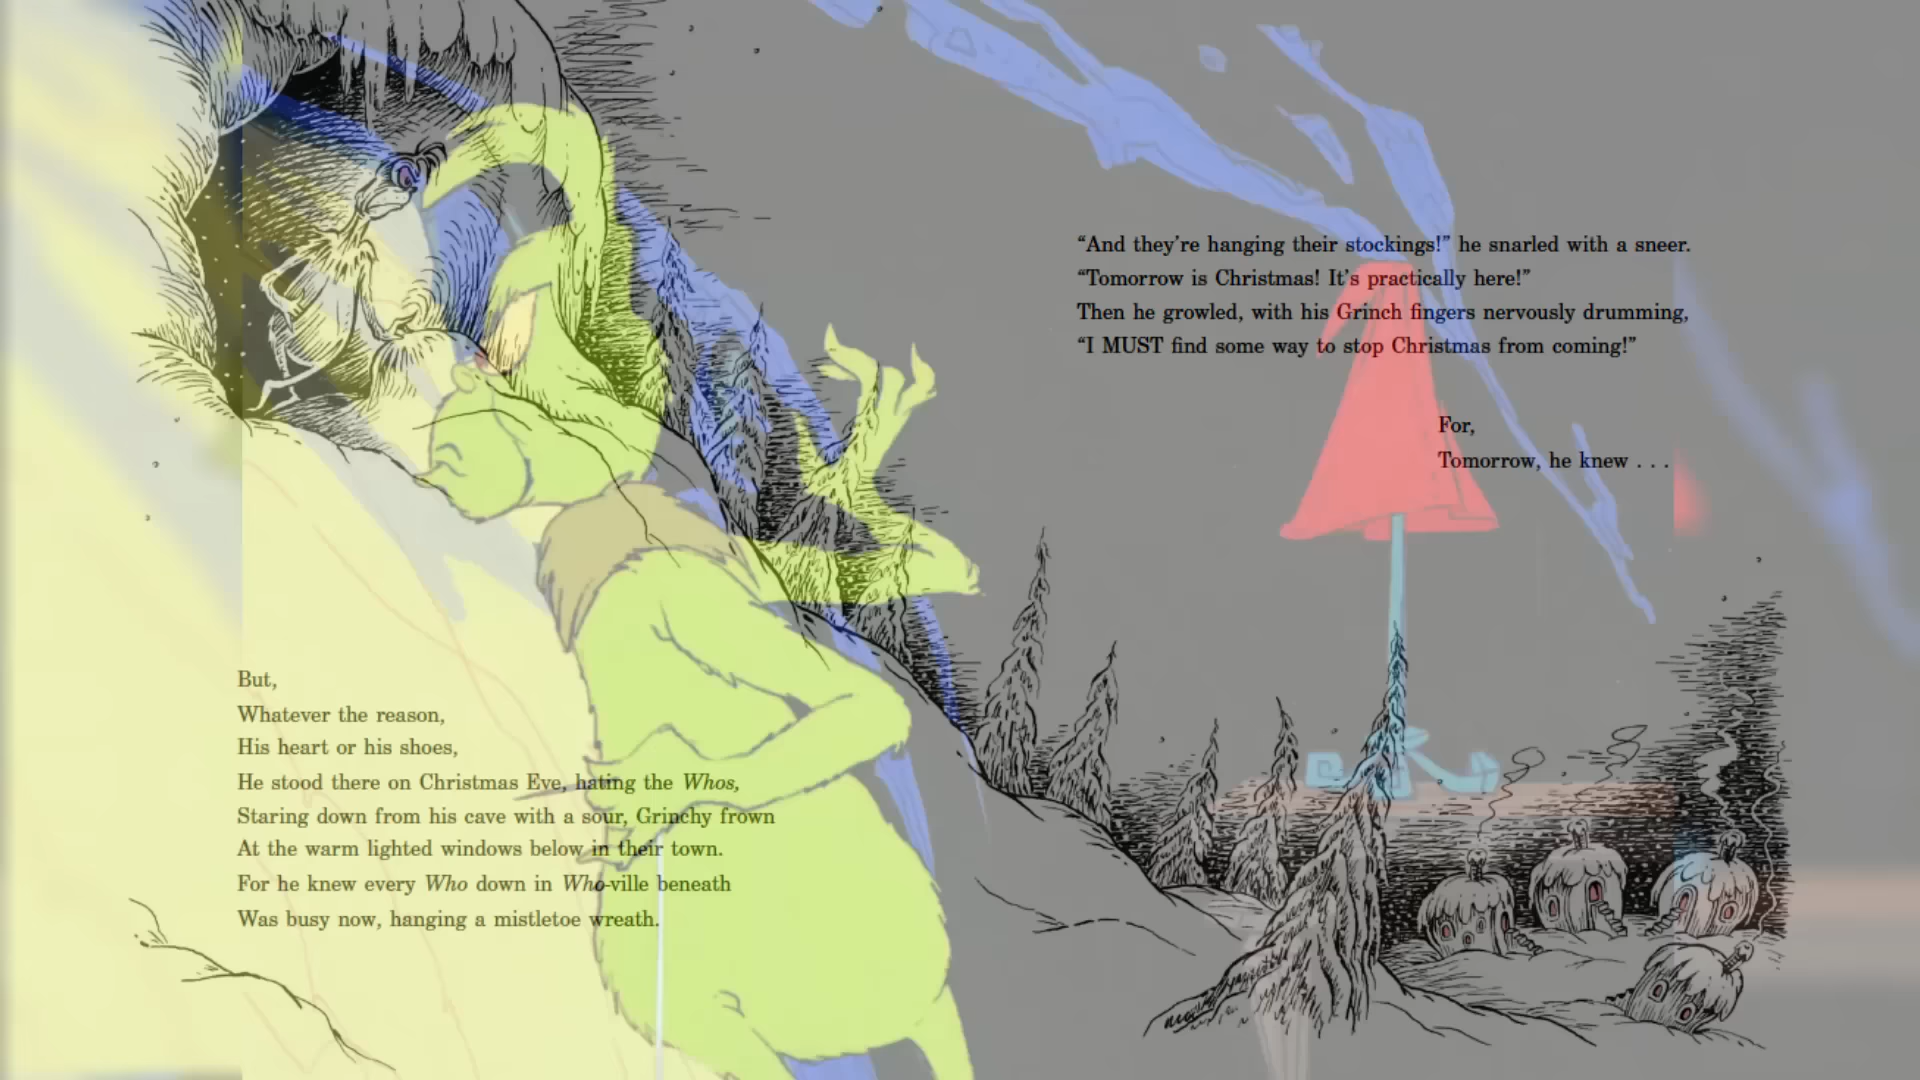 But,
Whatever the reason,
His heart or his shoes,
He stood there on Christmas Eve, hating the Whos,
Staring down from his cave with a sour, Grinchy frown
At the warm lighted windows below in their town.
For he knew every Who down in Who-ville beneath
Was busy now, hanging a mistletoe wreath.
“And they’re hanging their stockings!” he snarled with a sneer.
“Tomorrow is Christmas! It’s practically here!”
Then he growled, with his Grinch fingers nervously drumming,
“I MUST find some way to stop Christmas from coming!”
For,
Tomorrow, he knew . . .